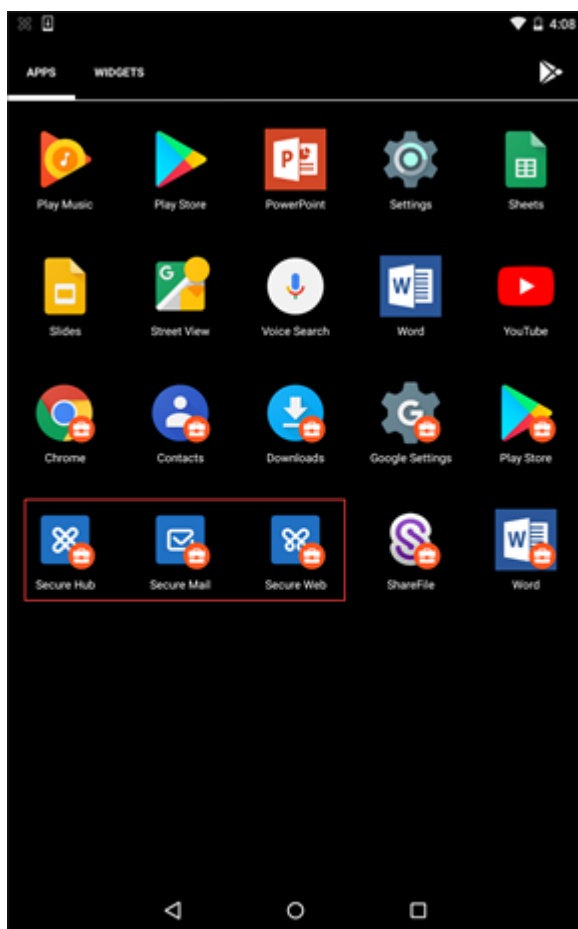 4:08
APPS WIDGETS
Play Music Play Store PowerPoint Settings Sheets
Slides Street View Voice Search Word YouTube
Chrome Contacts Downloads Google Settings Play Store
Secure Hub Secure Mail Secure Web ShareFile Word